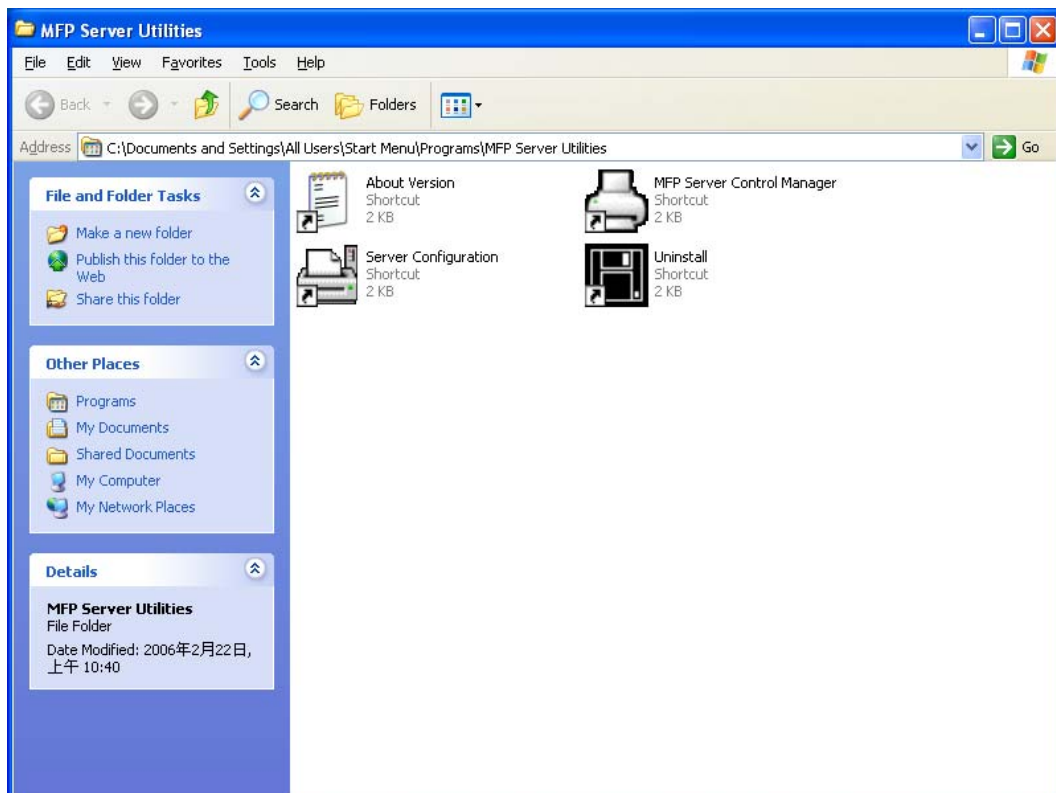 MFP Server Utilities
File Edit View Favorites Tools Help
Back Search Folders
Address C:\Documents and Settings\All Users\Start Menu\Programs\MFP Server Utilities Go
File and Folder Tasks
Make a new folder
Publish this folder to the
Web
Share this folder
Other Places
Programs
My Documents
Shared Documents
My Computer
My Network Places
Details
MFP Server Utilities
File Folder
Date Modified: 2006年2月22日,
上午 10:40
About Version
Shortcut
2 KB
MFP Server Control Manager
Shortcut
2 KB
Server Configuration
Shortcut
2 KB
Uninstall
Shortcut
2 KB